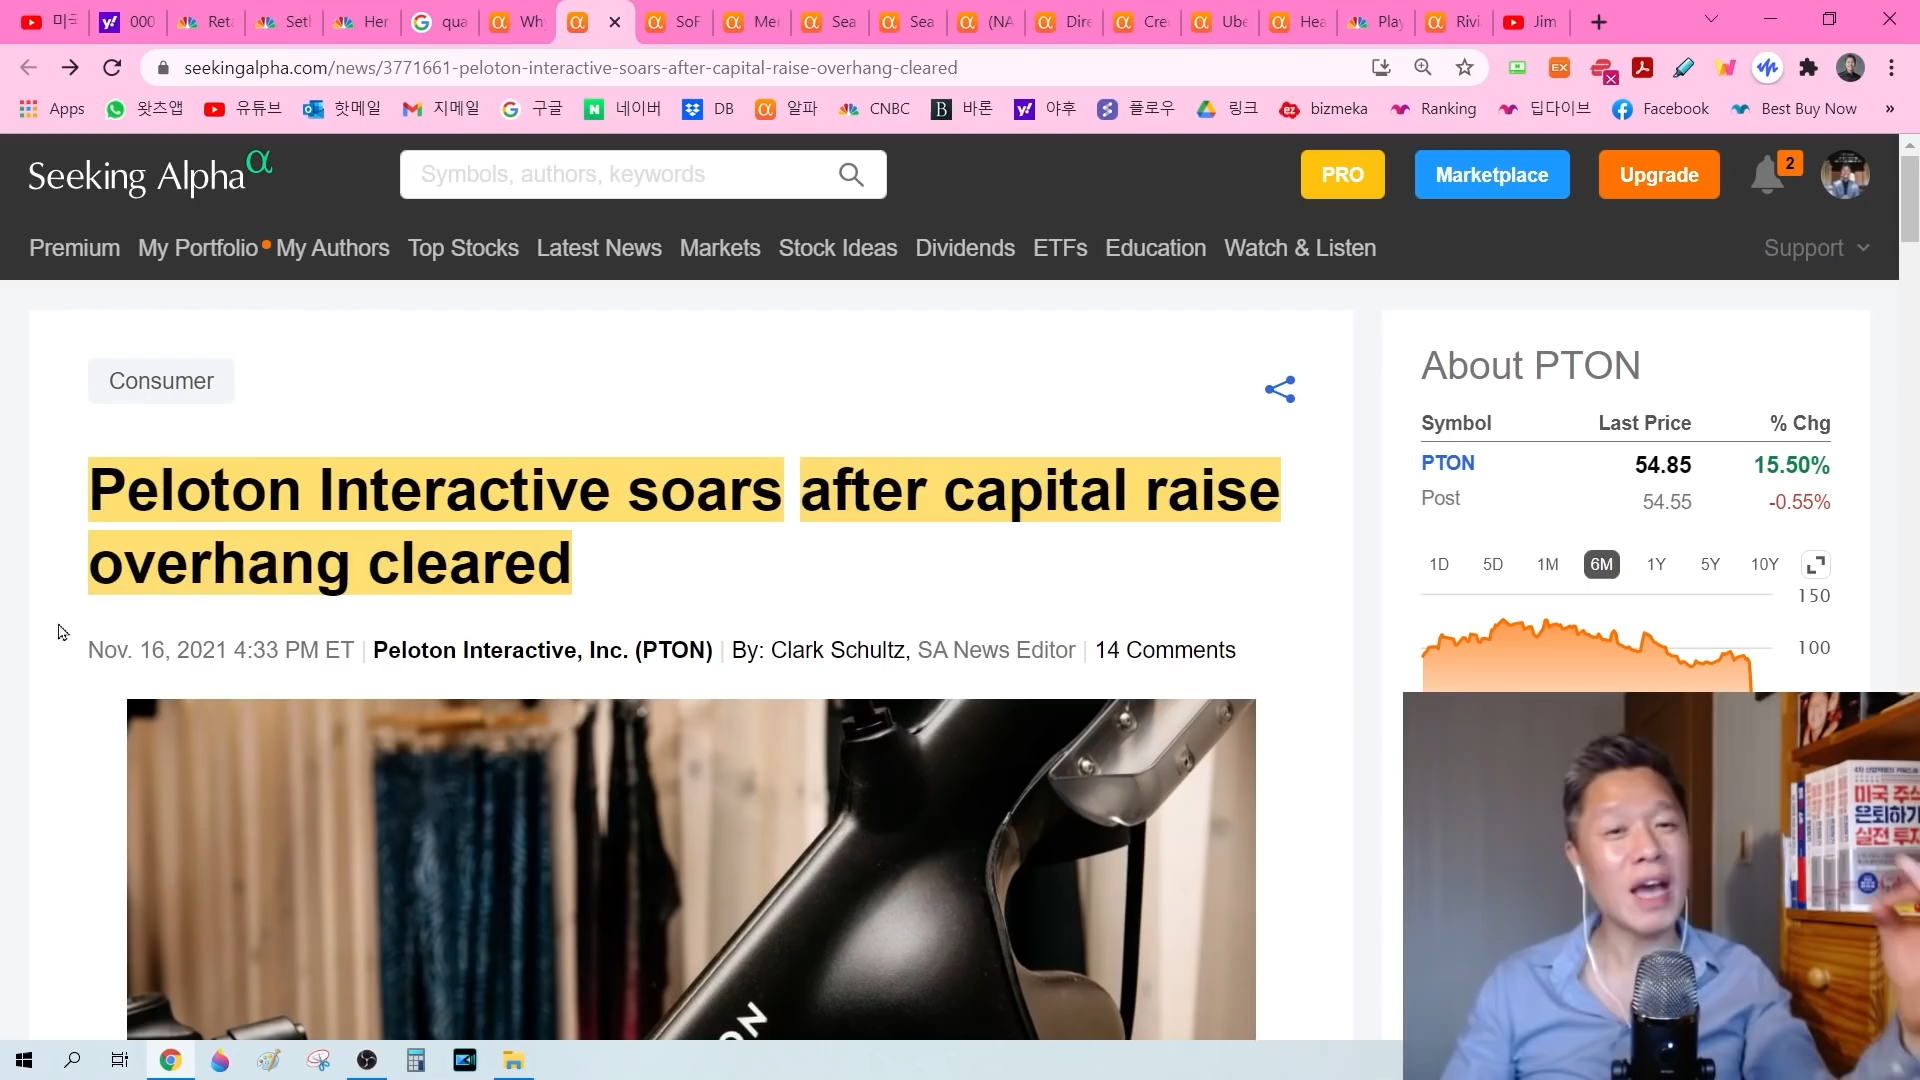 미국
000
Reta
Seth
Her
qua
Why
SoF
Mer
Sea
Sea
(NA
Dire
Cre
Ube
Hea
Play
Rivi
Jim
seekingalpha.com/news/3771661-peloton-interactive-soars-after-capital-raise-overhang-cleared
Apps 왓츠앱 유튜브 핫메일 지메일 구글 네이버 DB 알파 CNBC 바론 야후 플로우 링크 bizmeka Ranking 딥다이브 Facebook Best Buy Now »
Seeking Alpha α
Symbols, authors, keywords
PRO
Marketplace
Upgrade
2
Premium My Portfolio My Authors Top Stocks Latest News Markets Stock Ideas Dividends ETFs Education Watch & Listen
Support
Consumer
Peloton Interactive soars after capital raise
overhang cleared
Nov. 16, 2021 4:33 PM ET | Peloton Interactive, Inc. (PTON) | By: Clark Schultz, SA News Editor | 14 Comments
About PTON
Symbol Last Price % Chg
PTON 54.85 15.50%
Post 54.55 -0.55%
1D 5D 1M 6M 1Y 5Y 10Y
150
100
ON
미국 주식
은퇴하기
실전 투자